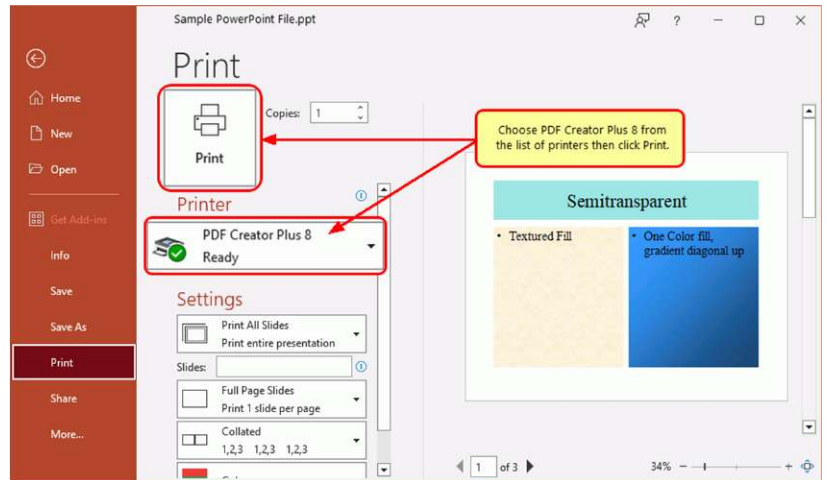 Sample PowerPoint File.ppt
?
Print
Home
New
Open
Get Add-ins
Info
Save
Save As
Print
Share
More...
Print
Copies: 1
Printer
PDF Creator Plus 8
Ready
Settings
Print All Slides
Print entire presentation
Slides:
Full Page Slides
Print 1 slide per page
Collated
1,2,3 1,2,3 1,2,3
Choose PDF Creator Plus 8 from
the list of printers then click Print.
Semitransparent
• Textured Fill
• One Color fill,
gradient diagonal up
1 of 3
34%